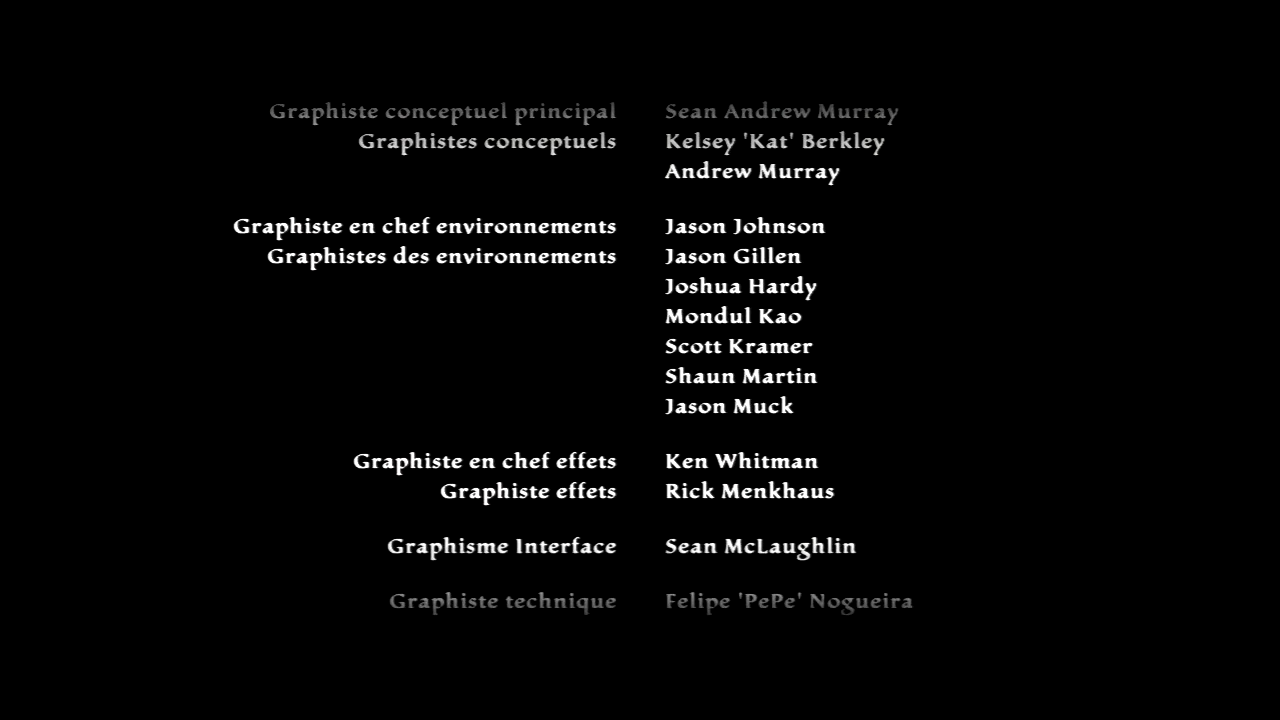 Graphiste conceptuel principal Sean Andrew Murray
Graphistes conceptuels Kelsey 'Kat' Berkley
Andrew Murray
Graphiste en chef environnements Jason Johnson
Graphistes des environnements Jason Gillen
Joshua Hardy
Mondul Kao
Scott Kramer
Shaun Martin
Jason Muck
Graphiste en chef effets Ken Whitman
Graphiste effets Rick Menkhaus
Graphisme Interface Sean McLaughlin
Graphiste technique Felipe 'PePe' Nogueira